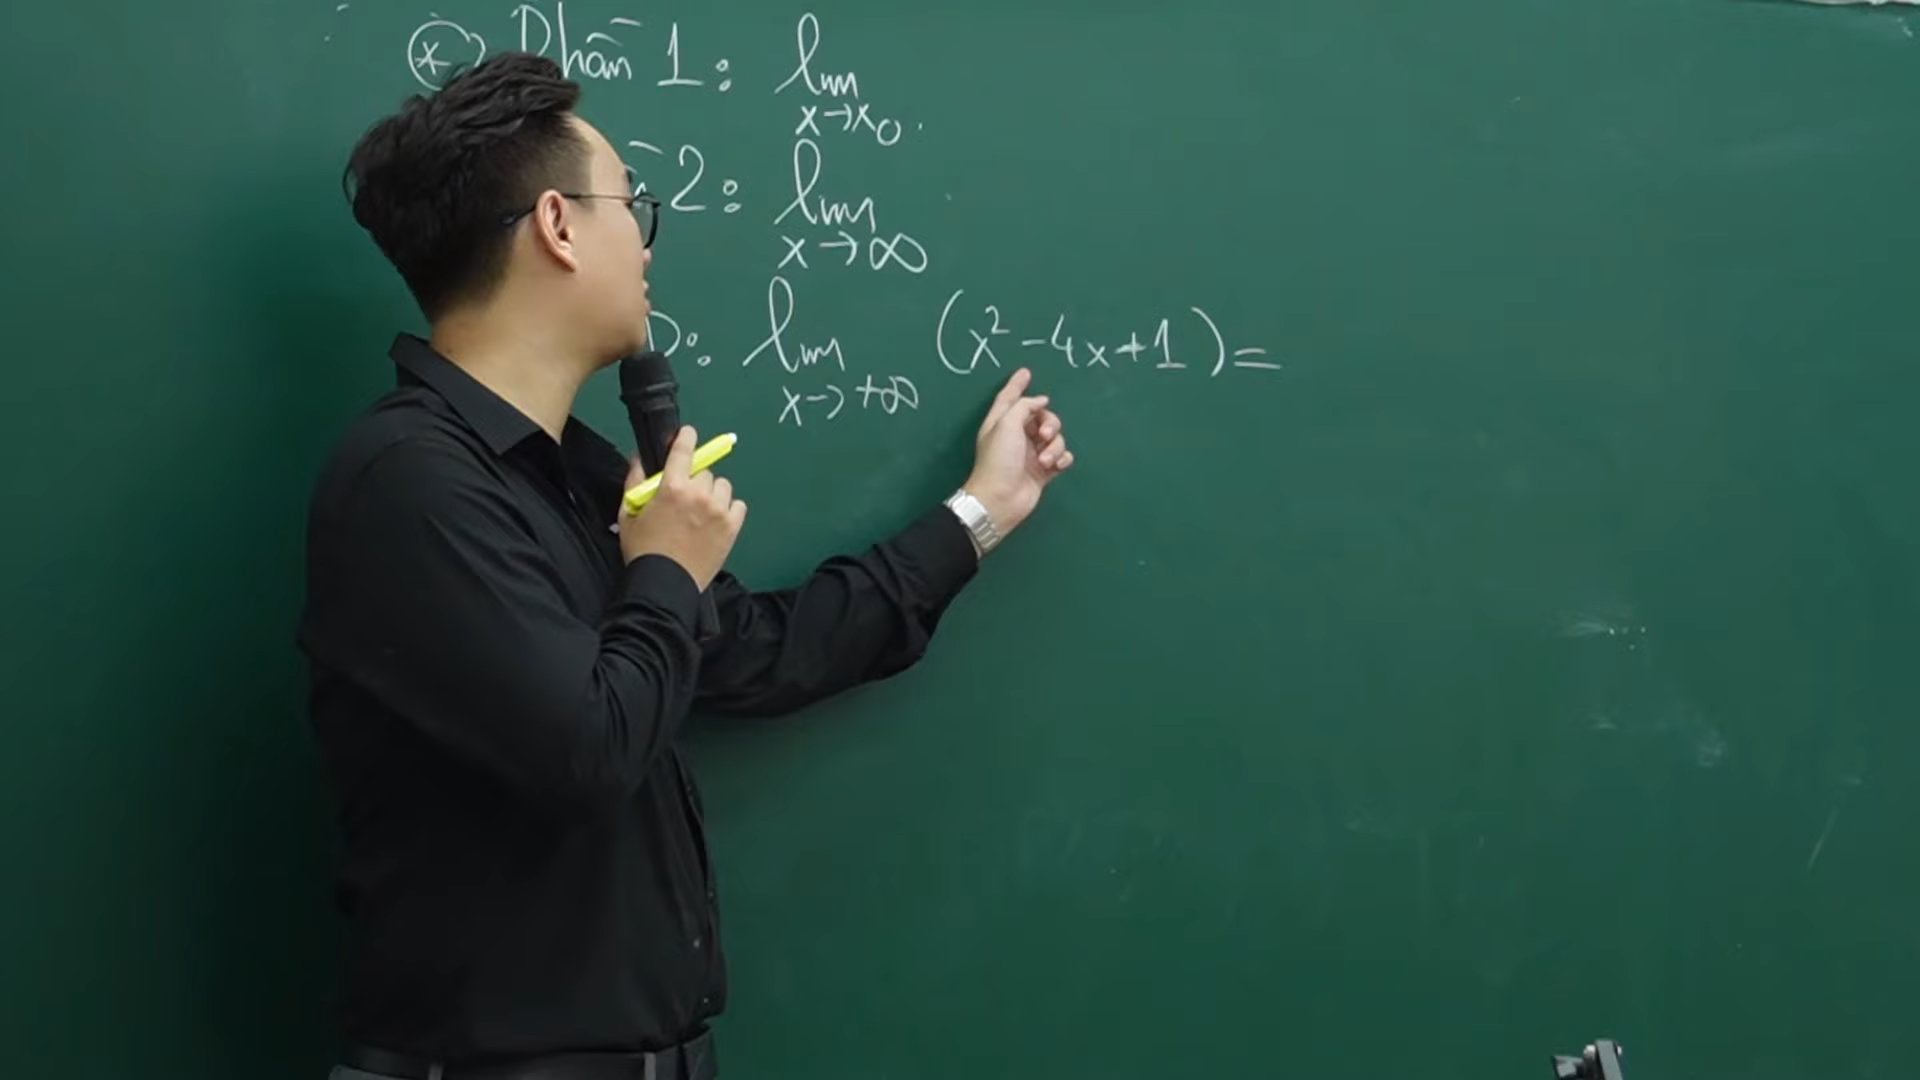 (*) Phần 1: lim
x→x₀.
2: lim
x→∞
D: lim (x² - 4x + 1) =
x→+∞